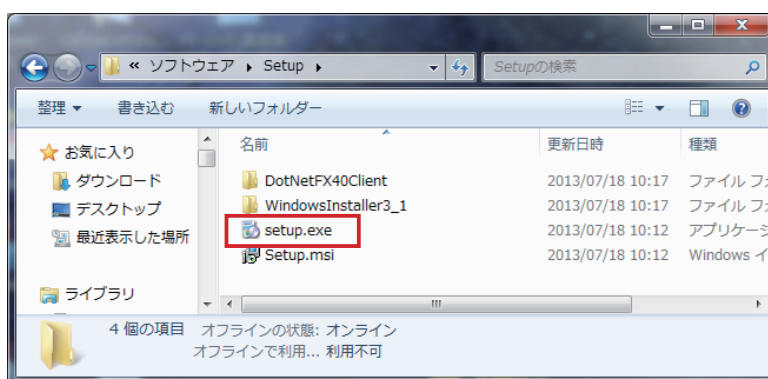 « ソフトウェア ▸ Setup ▸ Setupの検索
整理 ▼ 書き込む 新しいフォルダー
名前 更新日時 種類
お気に入り
ダウンロード
デスクトップ
最近表示した場所
ライブラリ
DotNetFX40Client 2013/07/18 10:17 ファイル フォ
WindowsInstaller3_1 2013/07/18 10:17 ファイル フォ
setup.exe 2013/07/18 10:12 アプリケーシ
Setup.msi 2013/07/18 10:12 Windows イ
4 個の項目 オフラインの状態: オンライン
オフラインで利用... 利用不可